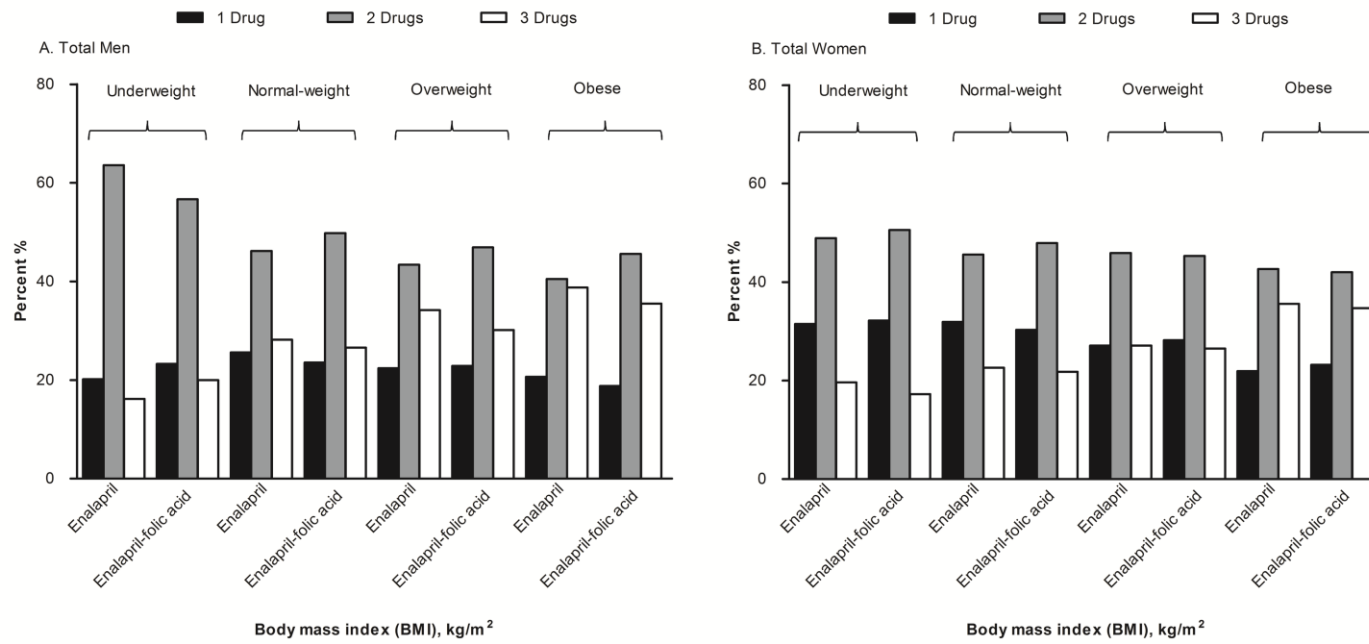 1 Drug 2 Drugs 3 Drugs
A. Total Men
80
60
40
20
0
Percent %
Underweight Normal-weight Overweight Obese
Enalapril
Enalapril-folic acid
Enalapril
Enalapril-folic acid
Enalapril
Enalapril-folic acid
Enalapril
Enalapril-folic acid
Body mass index (BMI), kg/m²
1 Drug 2 Drugs 3 Drugs
B. Total Women
80
60
40
20
0
Percent %
Underweight Normal-weight Overweight Obese
Enalapril
Enalapril-folic acid
Enalapril
Enalapril-folic acid
Enalapril
Enalapril-folic acid
Enalapril
Enalapril-folic acid
Body mass index (BMI), kg/m²